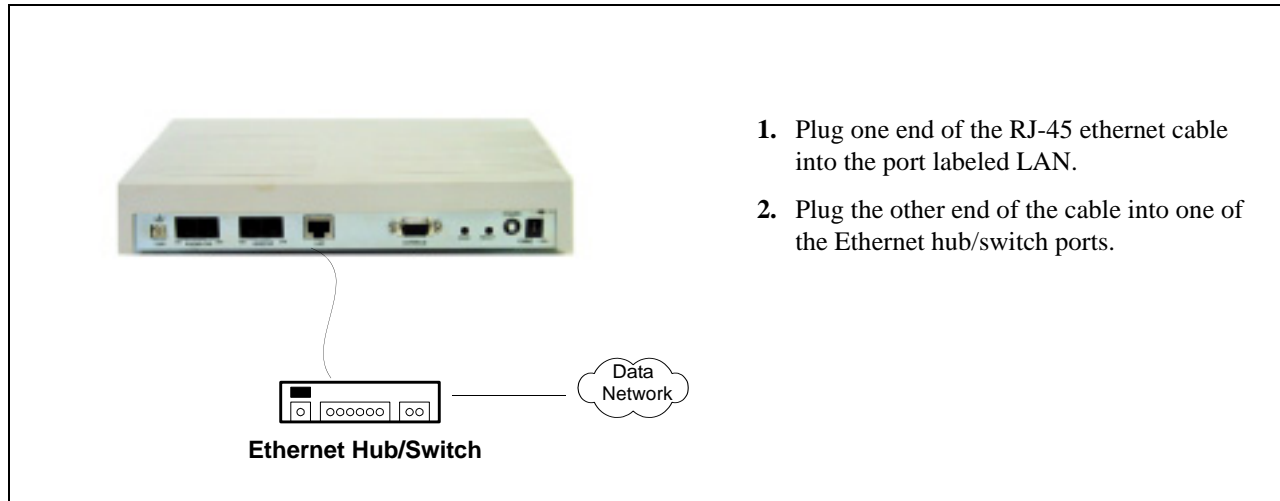 1. Plug one end of the RJ-45 ethernet cable
into the port labeled LAN.
2. Plug the other end of the cable into one of
the Ethernet hub/switch ports.
Data
Network
Ethernet Hub/Switch